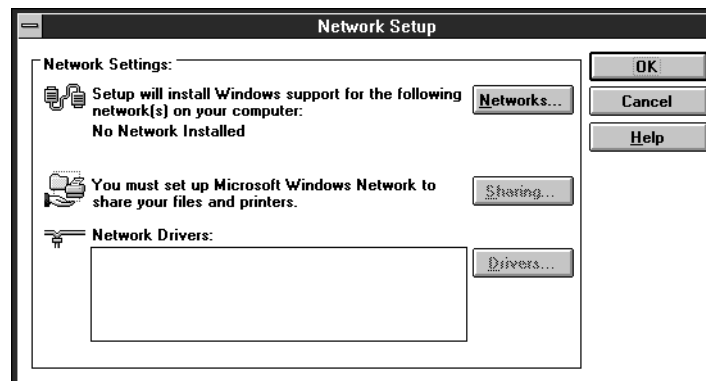 Network Setup
Network Settings:
Setup will install Windows support for the following
network(s) on your computer:
No Network Installed
Networks...
You must set up Microsoft Windows Network to
share your files and printers.
Sharing...
Network Drivers:
Drivers...
OK
Cancel
Help